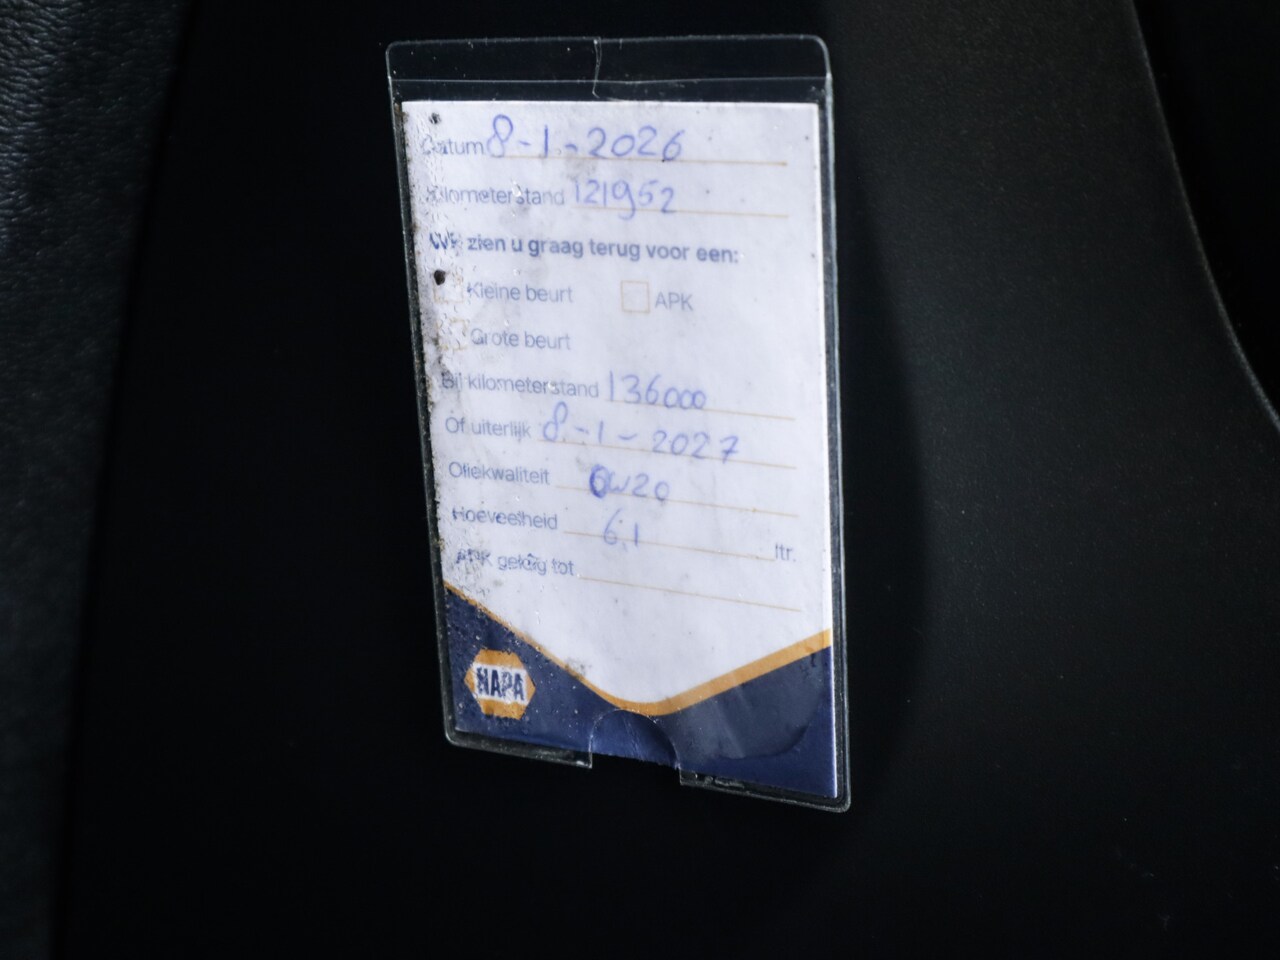 Datum 8-1-2026
Kilometerstand 121952
Wij zien u graag terug voor een:
Kleine beurt APK
Grote beurt
Bij kilometerstand 136000
Of uiterlijk 8-1-2027
Oliekwaliteit 0W20
Hoeveelheid 6,1 ltr.
APK geldig tot
NAPA